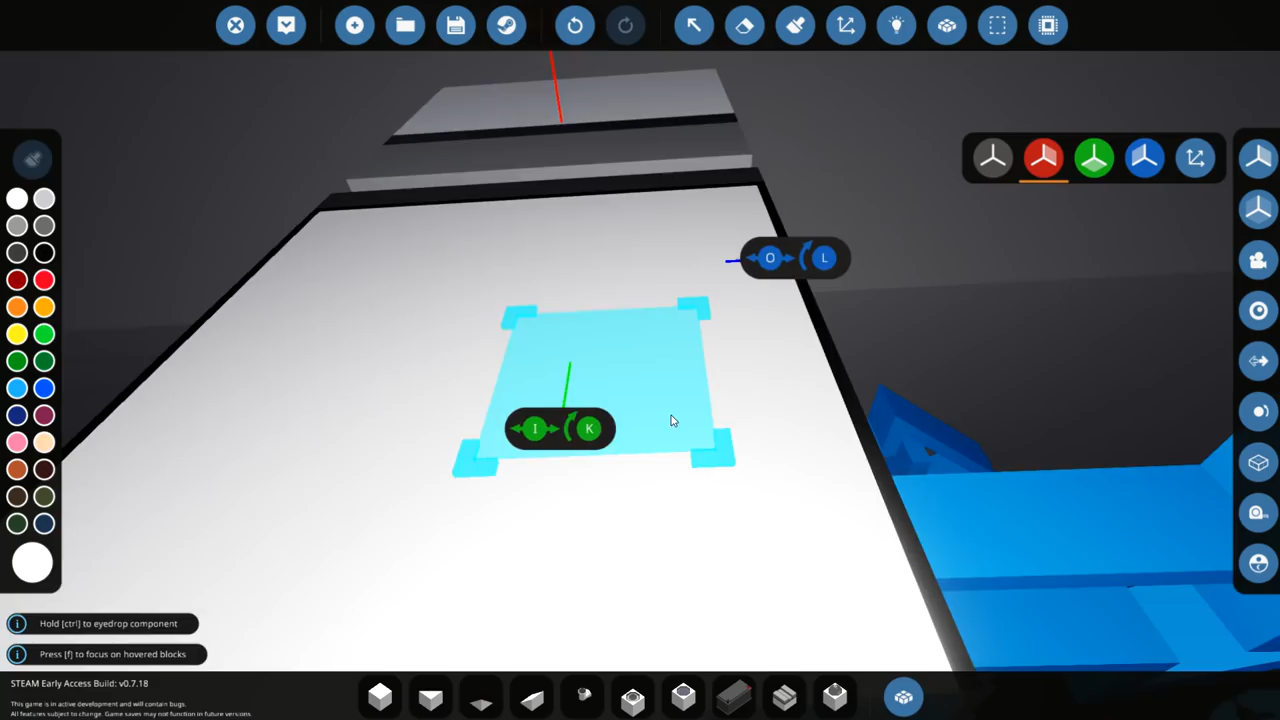 O L
I K
Hold [ctrl] to eyedrop component
Press [f] to focus on hovered blocks
STEAM Early Access Build: v0.7.18
This game is in active development and will contain bugs.
All features subject to change. Game saves may not function in future versions.